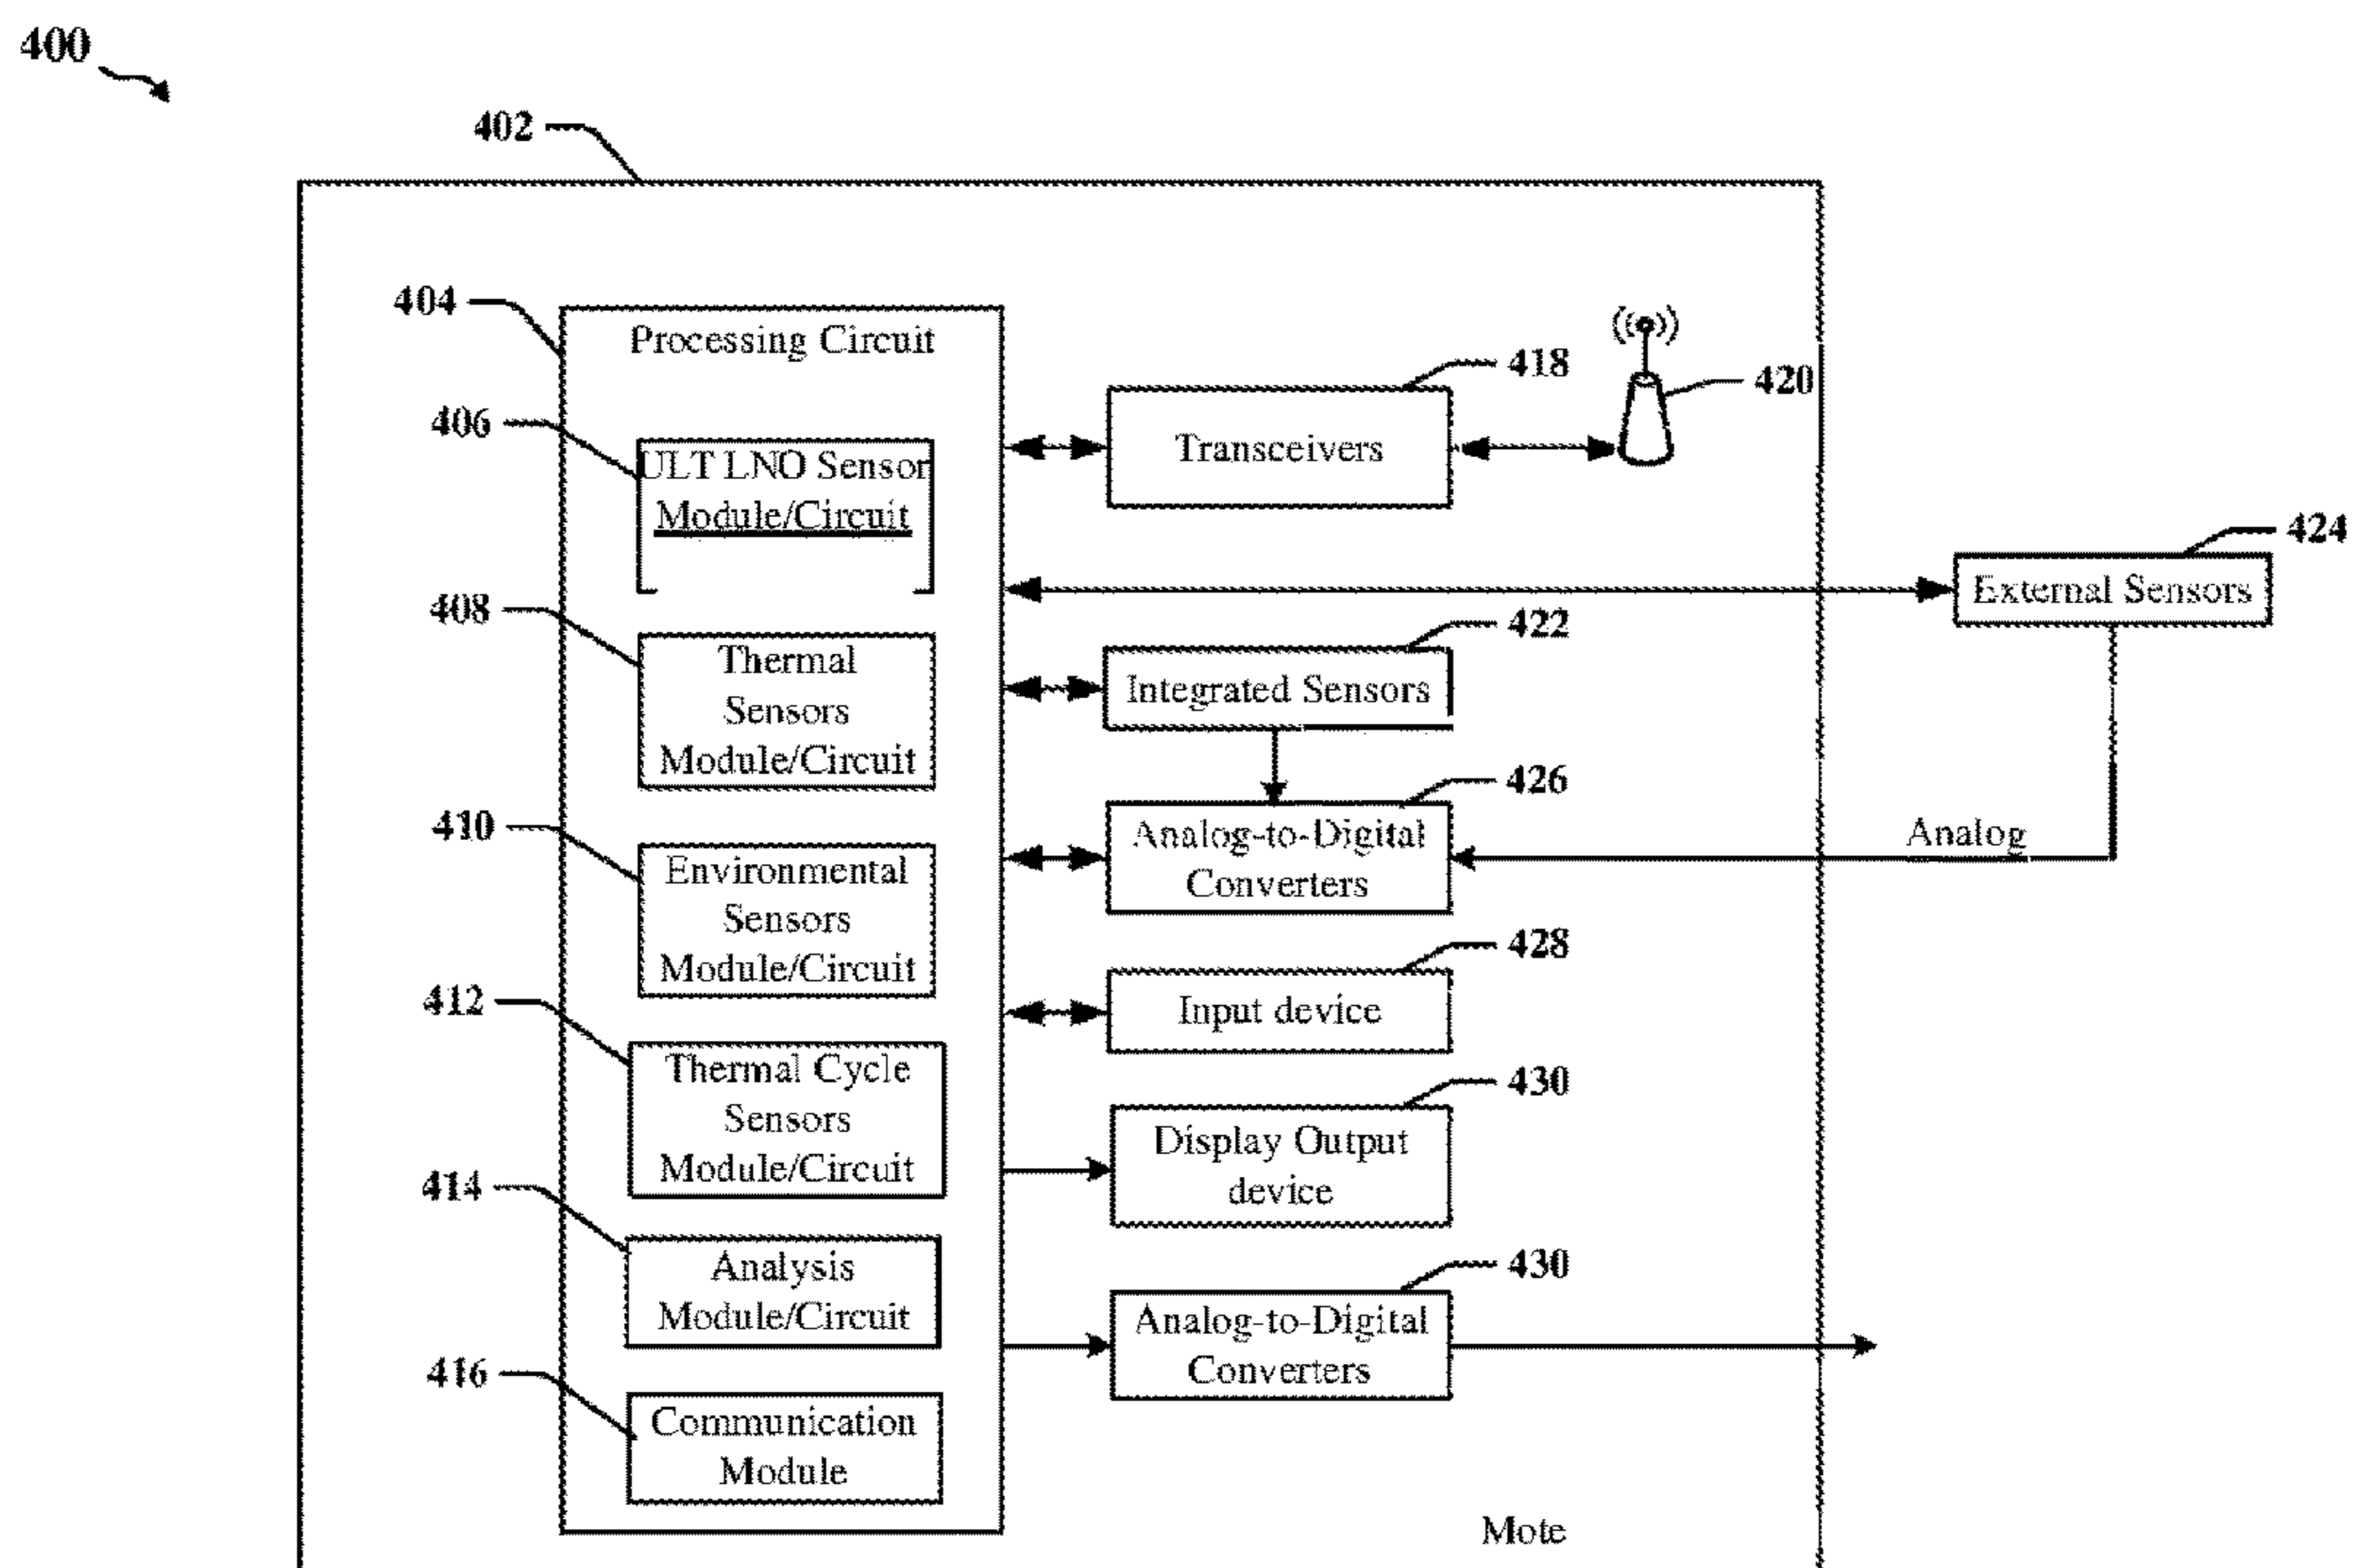 400
402
404
Processing Circuit
418
420
406
ULT LNO Sensor
Module/Circuit
Transceivers
424
External Sensors
408
422
Thermal
Sensors
Module/Circuit
Integrated Sensors
426
410
Analog-to-Digital
Converters
Analog
Environmental
Sensors
Module/Circuit
428
412
Input device
Thermal Cycle
Sensors
Module/Circuit
430
Display Output
device
414
Analysis
Module/Circuit
430
Analog-to-Digital
Converters
416
Communication
Module
Mote